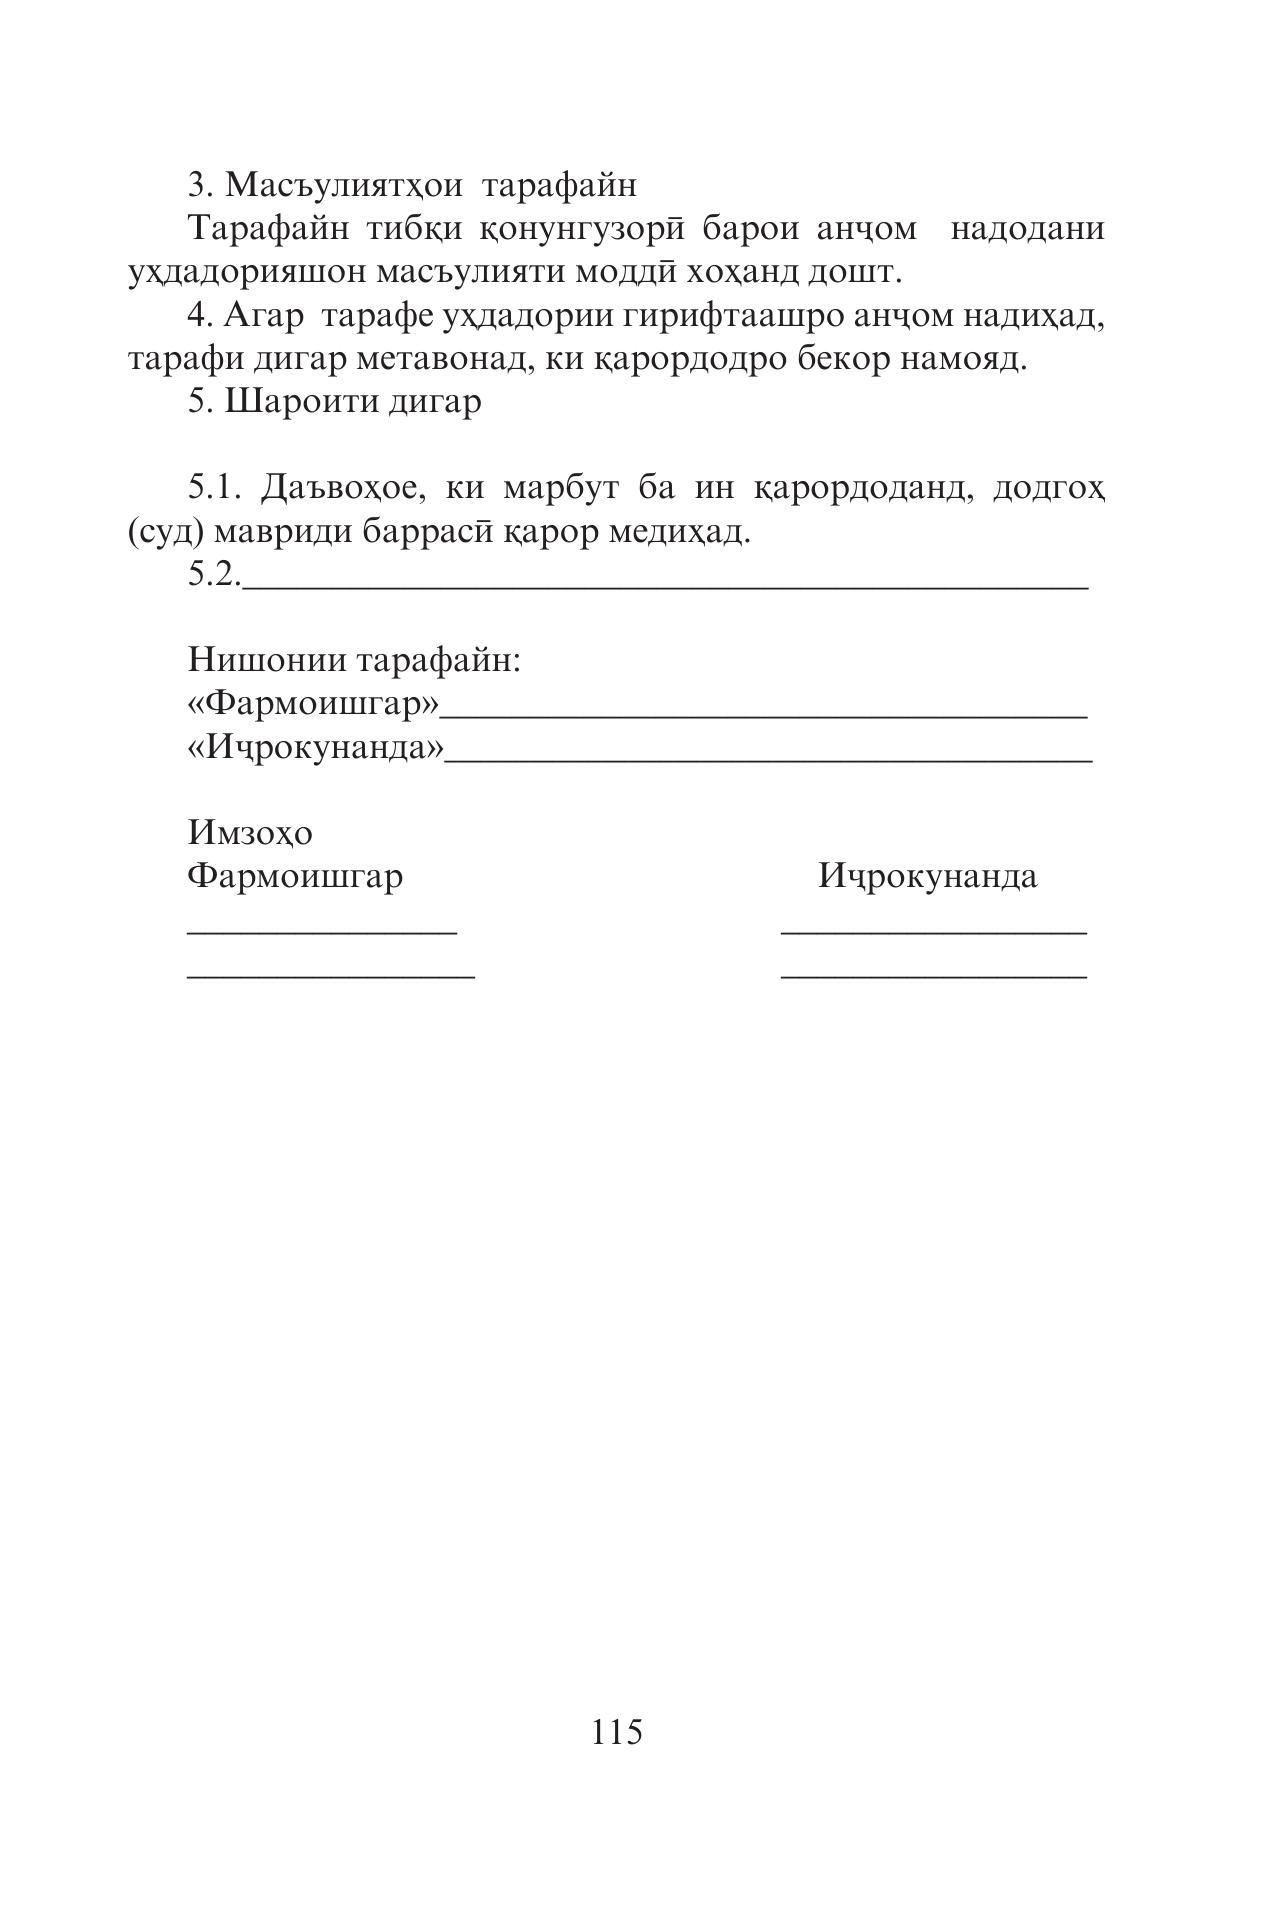 3. Масъулиятҳои тарафайн
Тарафайн тибқи қонунгузорӣ барои анҷом надодани
уҳдадорияшон масъулияти моддӣ хоҳанд дошт.
4. Агар тарафе уҳдадории гирифтаашро анҷом надиҳад,
тарафи дигар метавонад, ки қарордодро бекор намояд.
5. Шароити дигар
5.1. Даъвоҳое, ки марбут ба ин қарордоданд, додгоҳ
(суд) мавриди баррасӣ қарор медиҳад.
5.2._______________________________________________
Нишонии тарафайн:
«Фармоишгар»____________________________________
«Иҷрокунанда»____________________________________
Имзоҳо
Фармоишгар Иҷрокунанда
_______________ _________________
________________ _________________
115